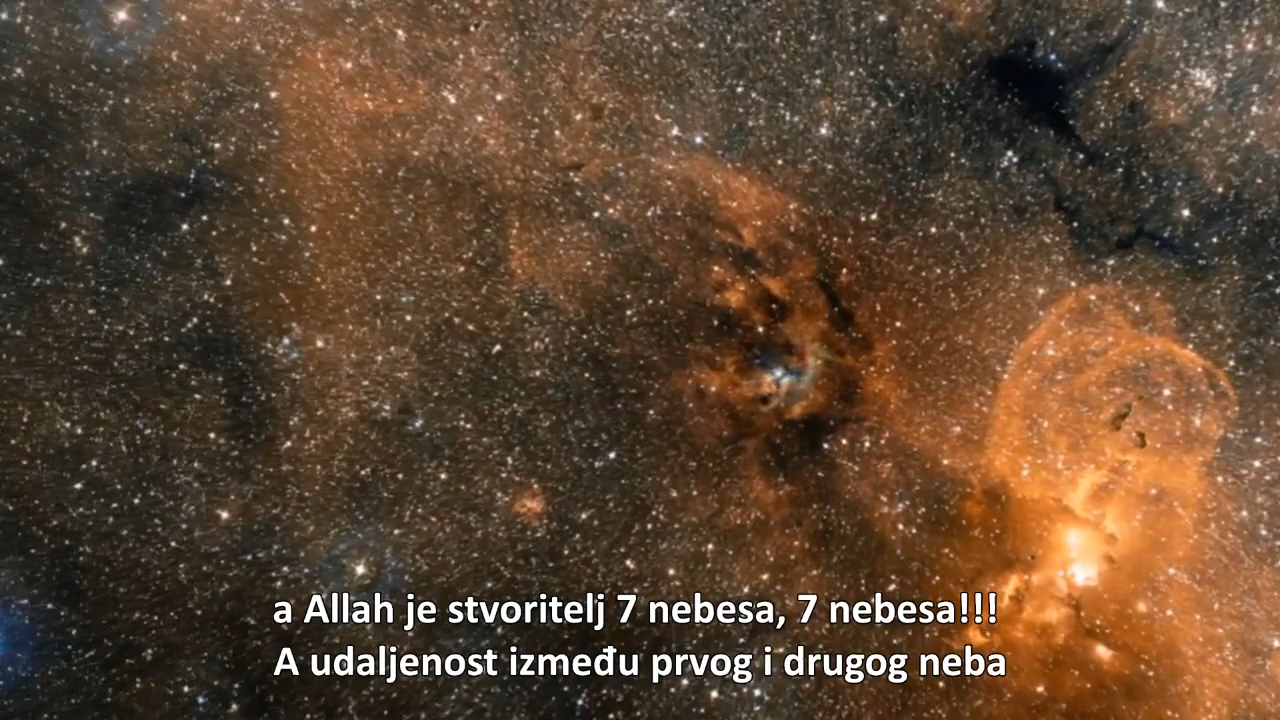 a Allah je stvoritelj 7 nebesa, 7 nebesa!!!
A udaljenost između prvog i drugog neba